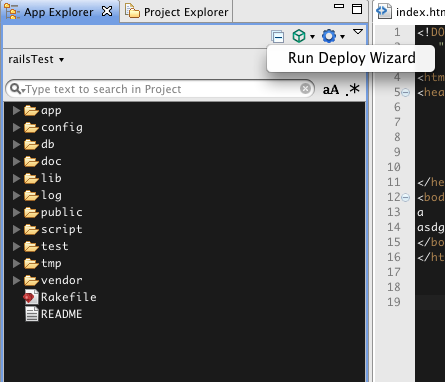 App Explorer
Project Explorer
index.htm
railsTest
Run Deploy Wizard
Type text to search in Project
aA .*
app
config
db
doc
lib
log
public
script
test
tmp
vendor
Rakefile
README
1 <!DO
2 "
4 <htm
5 <hea
6
7
8
9
10
11 </he
12 <bod
13 a
14 asdg
15 </bo
16 </ht
17
18
19